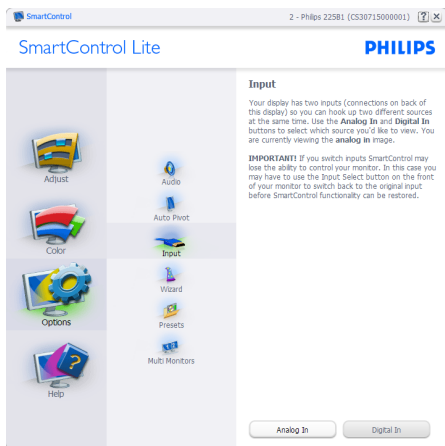 SmartControl
2 - Philips 225B1 (CS30715000001)
SmartControl Lite
PHILIPS
Adjust
Color
Options
Help
Audio
Auto Pivot
Input
Wizard
Presets
Multi Monitors
Input
Your display has two inputs (connections on back of
this display) so you can hook up two different sources
at the same time. Use the Analog In and Digital In
buttons to select which source you'd like to view. You
are currently viewing the analog in image.
IMPORTANT! If you switch inputs SmartControl may
lose the ability to control your monitor. In this case you
may have to use the Input Select button on the front
of your monitor to switch back to the original input
before SmartControl functionality can be restored.
Analog In
Digital In